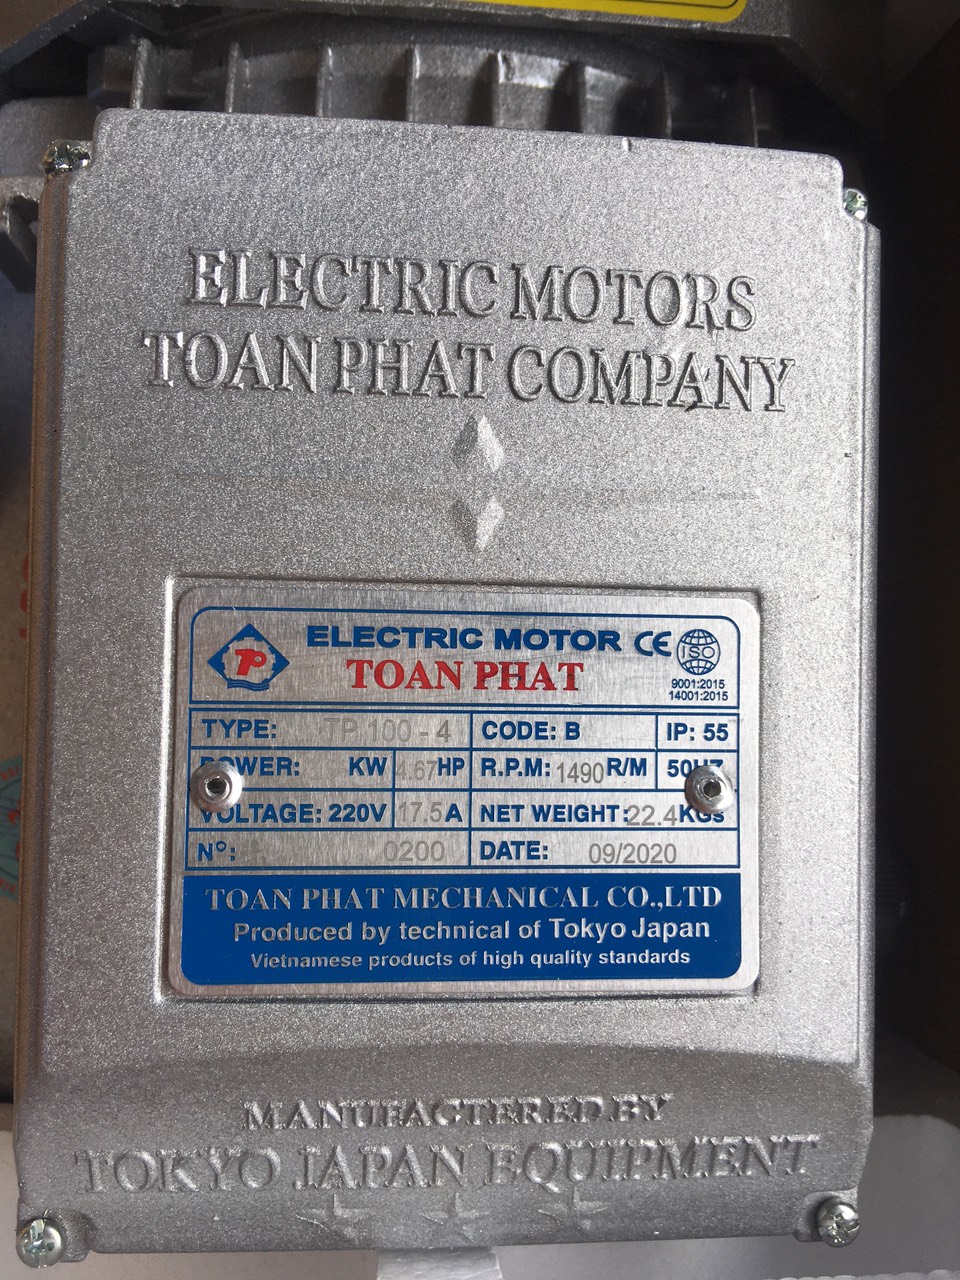 ELECTRIC MOTORS
TOAN PHAT COMPANY
TP
ELECTRIC MOTOR CE
ISO
TOAN PHAT
9001:2015
14001:2015
TYPE: TP 100 - 4 CODE: B IP: 55
POWER: KW 4.67 HP R.P.M: 1490 R/M 50HZ
VOLTAGE: 220V 17.5 A NET WEIGHT: 22.4 KGs
Nº: 0200 DATE: 09/2020
TOAN PHAT MECHANICAL CO.,LTD
Produced by technical of Tokyo Japan
Vietnamese products of high quality standards
MANUFACTERED BY
TOKYO JAPAN EQUIPMENT